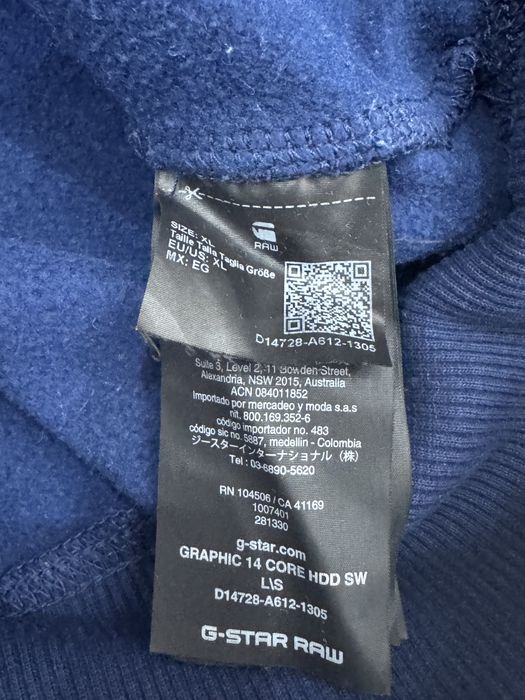 SIZE: XL
Taille Talla Taglia Größe
EU/US: XL
MX: EG
RAW
D14728-A612-1305
Suite 3, Level 2, 11 Bowden Street,
Alexandria, NSW 2015, Australia
ACN 084011852
Importado por mercadeo y moda s.a.s
nit. 800.169.352-6
código importador no. 483
código sic no. 5887, medellin - Colombia
ジースターインターナショナル（株）
Tel : 03-6890-5620
RN 104506 / CA 41169
1007401
281330
g-star.com
GRAPHIC 14 CORE HDD SW
L\S
D14728-A612-1305
G-STAR RAW